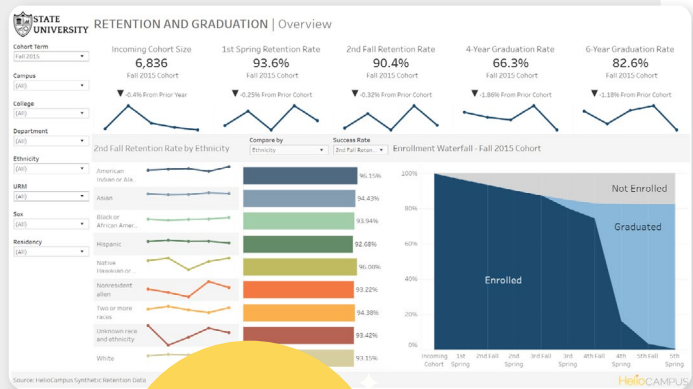 STATE UNIVERSITY
RETENTION AND GRADUATION | Overview
Cohort Term
Fall 2015
Campus
(All)
College
(All)
Department
(All)
Ethnicity
(All)
URM
(All)
Sex
(All)
Residency
(All)
Incoming Cohort Size
6,836
Fall 2015 Cohort
▼ -0.4% From Prior Year
1st Spring Retention Rate
93.6%
Fall 2015 Cohort
▼ -0.25% From Prior Cohort
2nd Fall Retention Rate
90.4%
Fall 2015 Cohort
▼ -0.32% From Prior Cohort
4-Year Graduation Rate
66.3%
Fall 2015 Cohort
▼ -1.86% From Prior Cohort
6-Year Graduation Rate
82.6%
Fall 2015 Cohort
▼ -1.18% From Prior Cohort
2nd Fall Retention Rate by Ethnicity
Compare by
Ethnicity
Success Rate
2nd Fall Reten...
American Indian or Ala...
96.15%
Asian
94.43%
Black or African Amer...
93.94%
Hispanic
92.68%
Native Hawaiian or ...
96.00%
Nonresident alien
93.22%
Two or more races
94.38%
Unknown race and ethnicity
93.42%
White
93.15%
Enrollment Waterfall - Fall 2015 Cohort
100%
80%
60%
40%
20%
0%
Not Enrolled
Graduated
Enrolled
Incoming Cohort
1st Spring
2nd Fall
2nd Spring
3rd Fall
3rd Spring
4th Fall
4th Spring
5th Fall
5th Spring
Source: HelioCampus Synthetic Retention Data
HelioCAMPUS